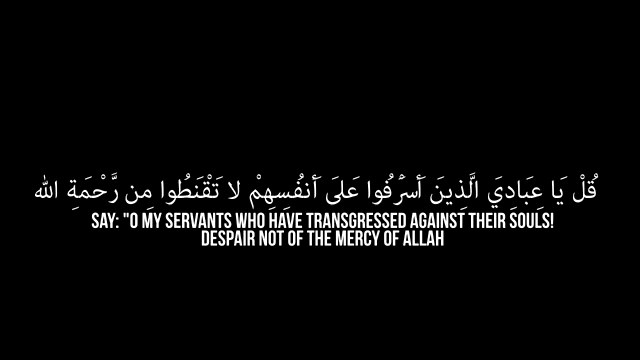 قُلْ يَا عِبَادِيَ الَّذِينَ أَسْرَفُوا عَلَىٰ أَنفُسِهِمْ لَا تَقْنَطُوا مِن رَّحْمَةِ اللَّهِ
SAY: "O MY SERVANTS WHO HAVE TRANSGRESSED AGAINST THEIR SOULS!
DESPAIR NOT OF THE MERCY OF ALLAH